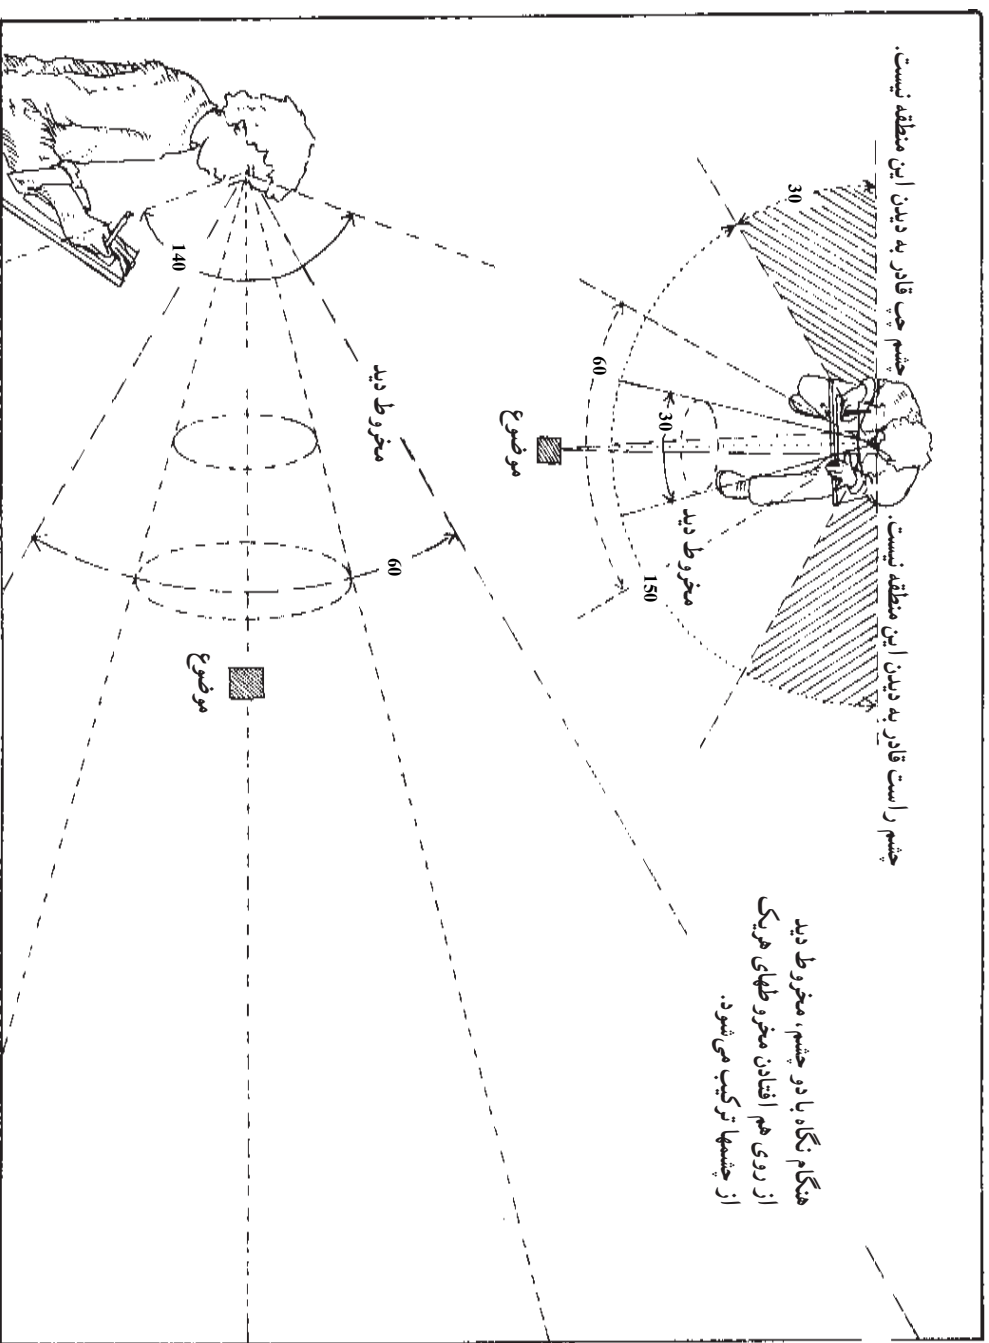 چشم چپ قادر به دیدن این منطقه نیست.
چشم راست قادر به دیدن این منطقه نیست.
30
60
30
150
مخروط دید
موضوع
هنگام نگاه با دو چشم، مخروط دید
از روی هم افتادن مخروطهای هریک
از چشمها ترکیب می‌شود.
140
مخروط دید
60
موضوع